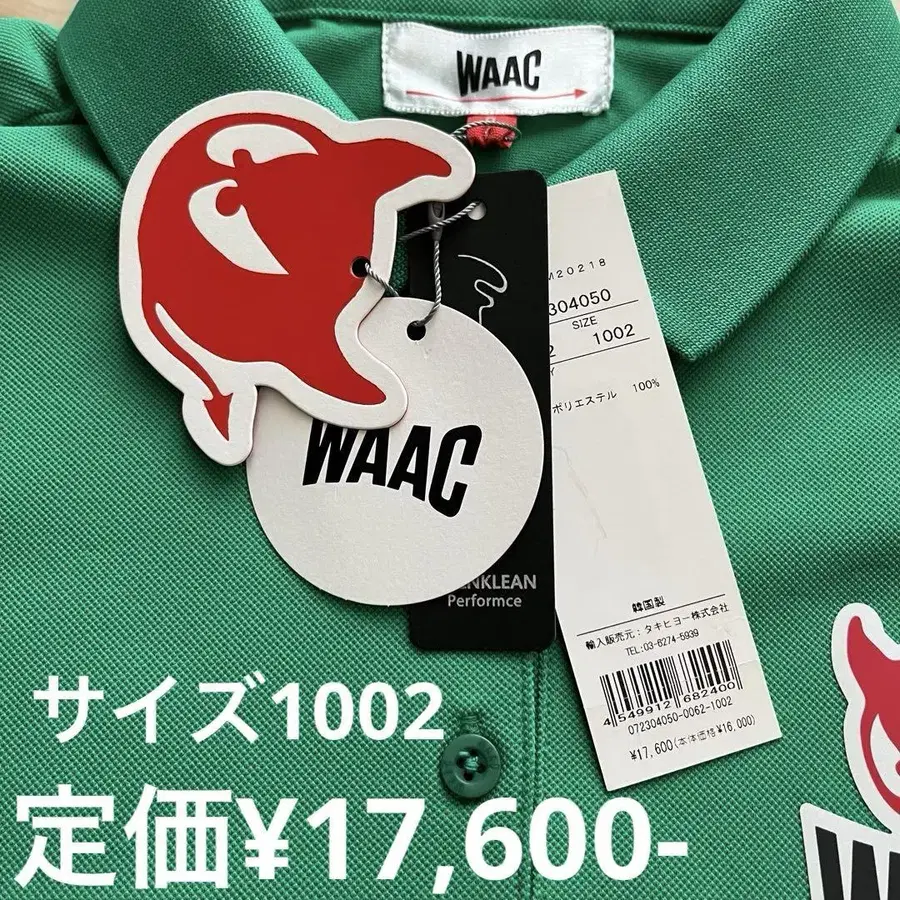 WAAC
WAAC
M20218
304050
SIZE
2 1002
ポリエステル 100%
NKLEAN
Performce
韓国製
輸入販売元:タキヒヨー株式会社
TEL:03-6274-5939
4 549912 682400
072304050-0062-1002
¥17,600(本体価格¥16,000)
サイズ1002
定価¥17,600-
W